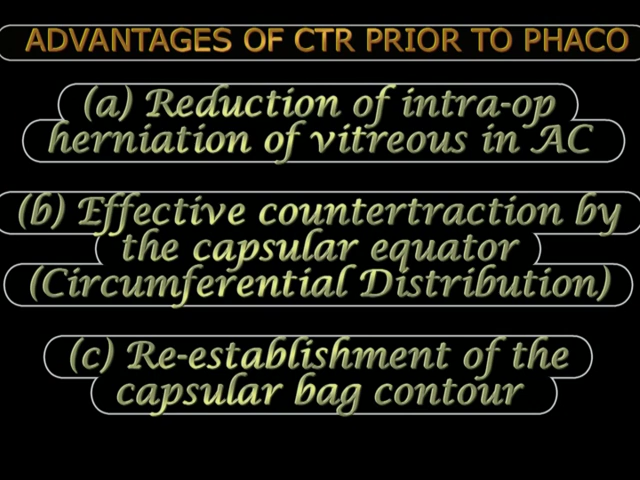 ADVANTAGES OF CTR PRIOR TO PHACO
(a) Reduction of intra-op
herniation of vitreous in AC
(b) Effective countertraction by
the capsular equator
(Circumferential Distribution)
(c) Re-establishment of the
capsular bag contour